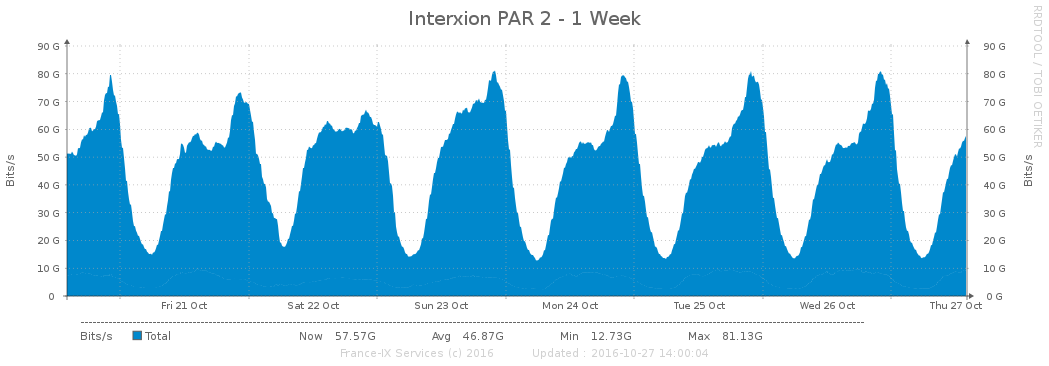 Interxion PAR 2 - 1 Week
RRDTOOL / TOBI OETIKER
Bits/s
90 G
80 G
70 G
60 G
50 G
40 G
30 G
20 G
10 G
0
90 G
80 G
70 G
60 G
50 G
40 G
30 G
20 G
10 G
0 G
Bits/s
Fri 21 Oct Sat 22 Oct Sun 23 Oct Mon 24 Oct Tue 25 Oct Wed 26 Oct Thu 27 Oct
Bits/s Total Now 57.57G Avg 46.87G Min 12.73G Max 81.13G
France-IX Services (c) 2016 Updated : 2016-10-27 14:00:04